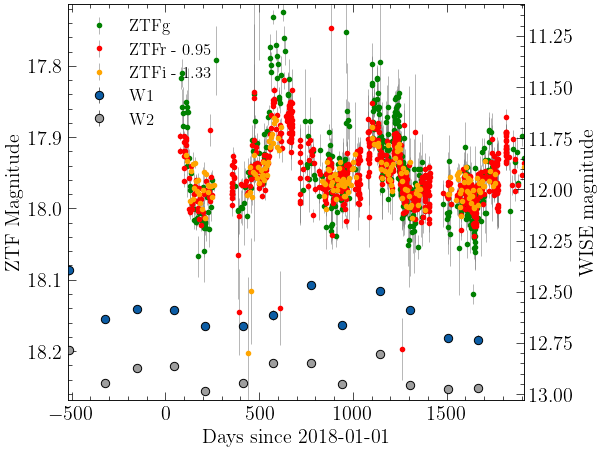 ZTFg
ZTFr - 0.95
ZTFi - 1.33
W1
W2
17.8
17.9
18.0
18.1
18.2
ZTF Magnitude
11.25
11.50
11.75
12.00
12.25
12.50
12.75
13.00
WISE magnitude
−500
0
500
1000
1500
Days since 2018-01-01